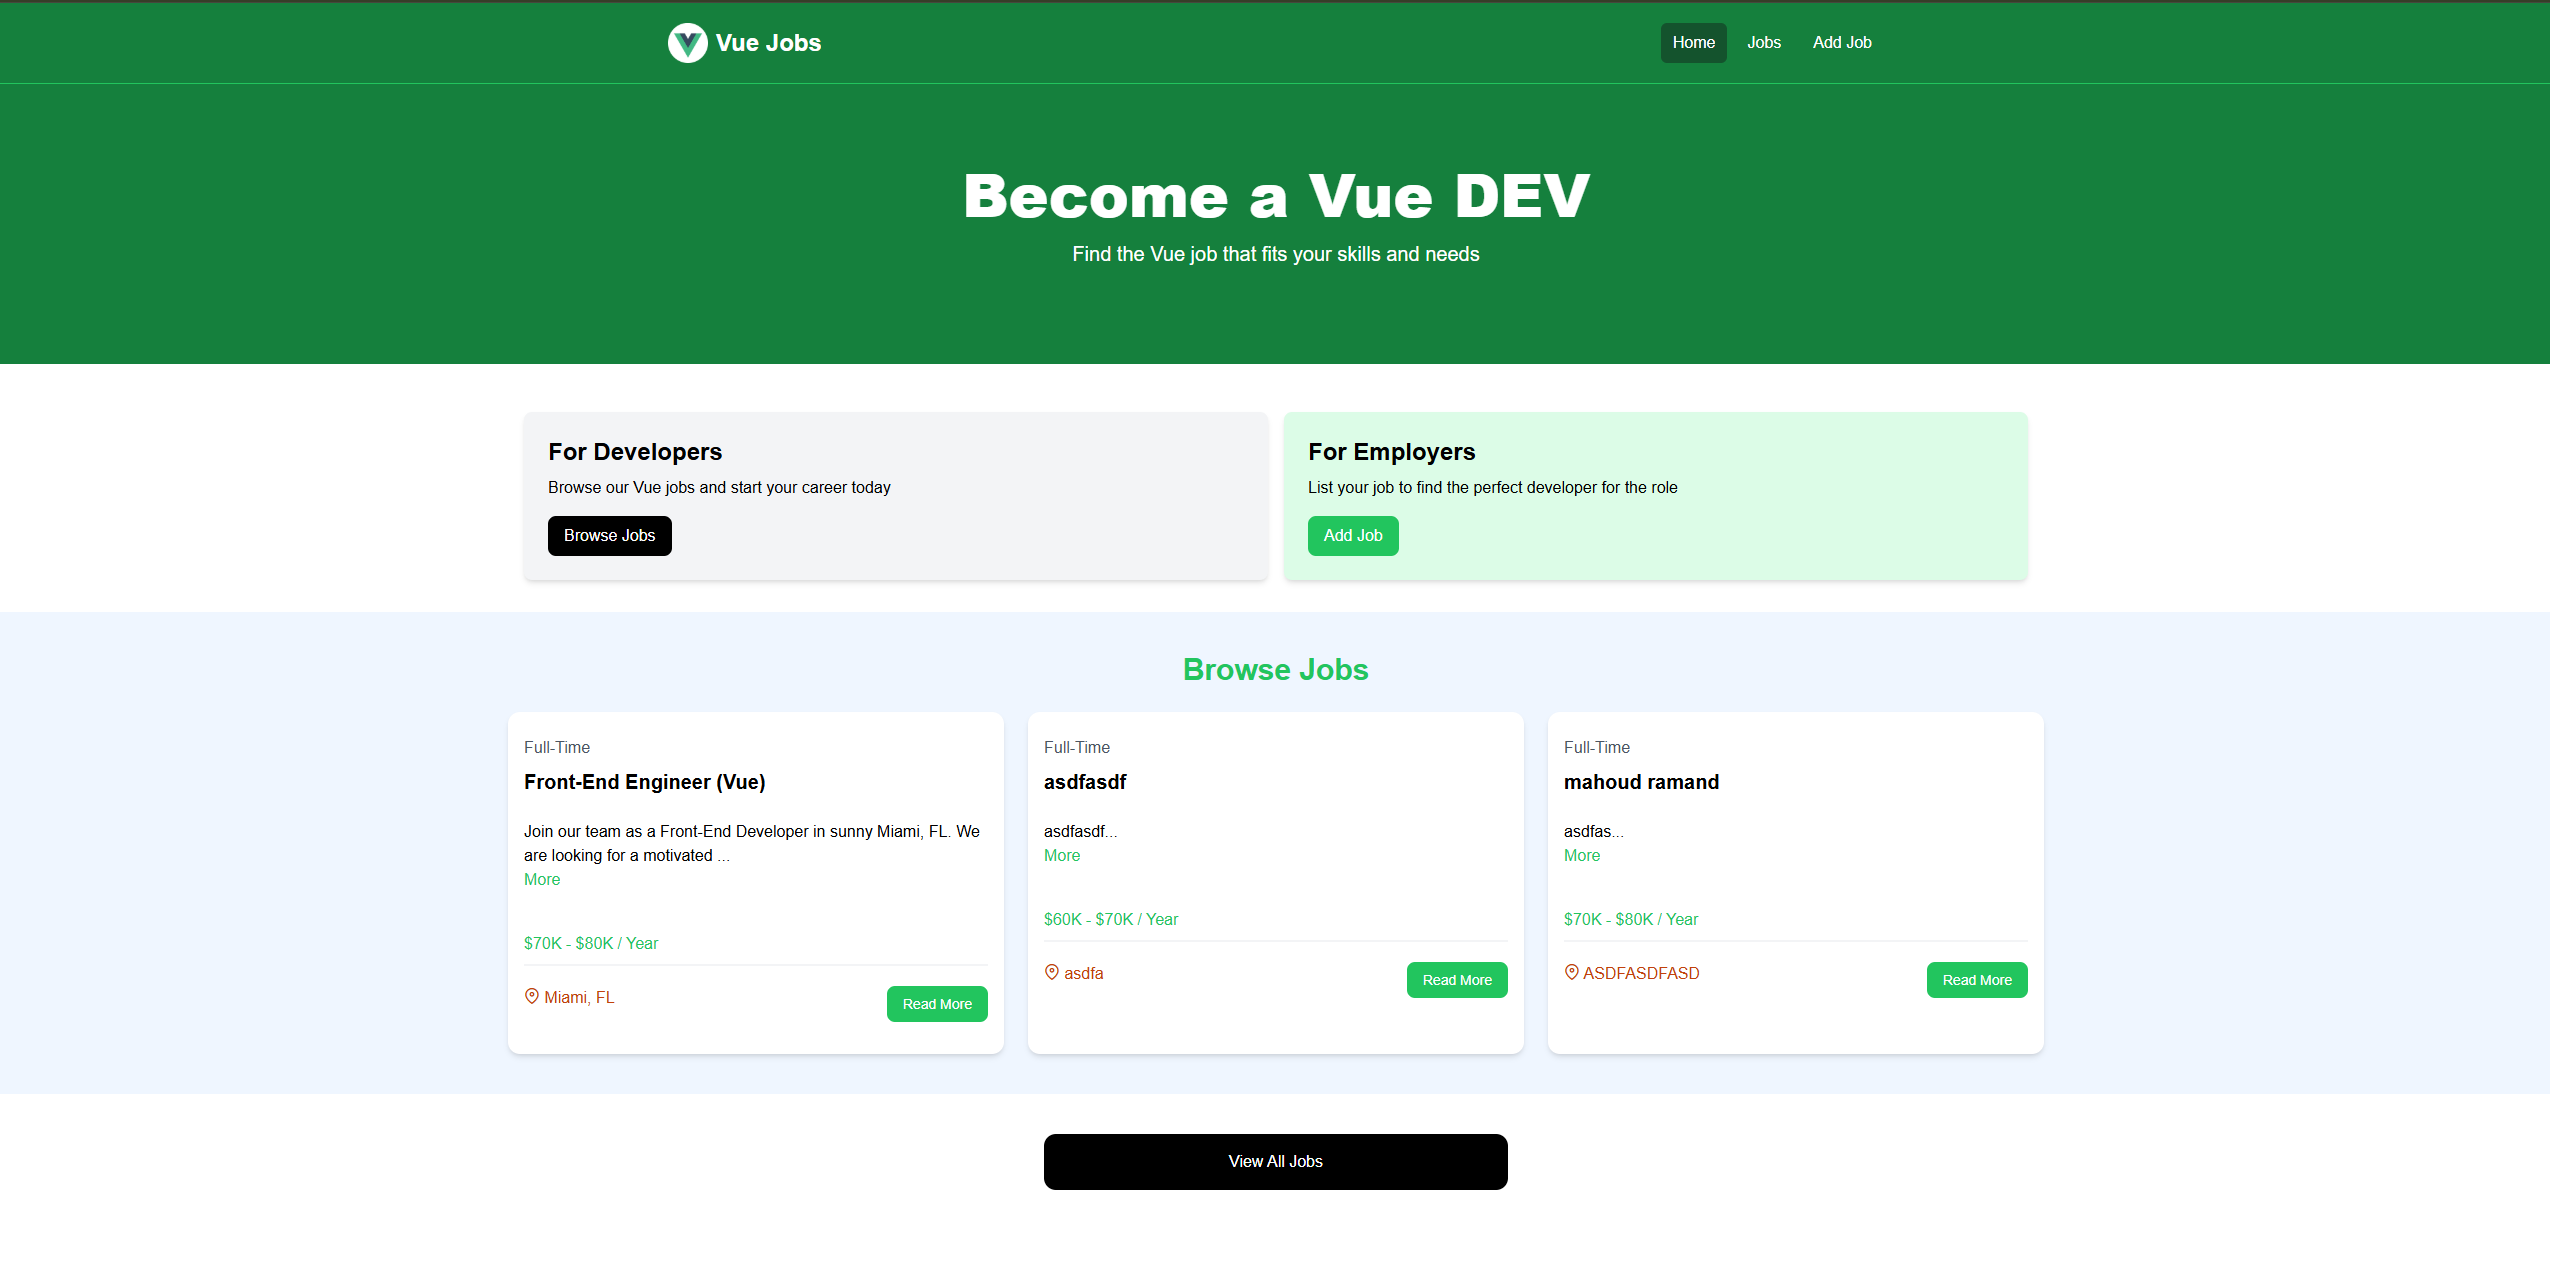 Vue Jobs
Home
Jobs
Add Job
Become a Vue DEV
Find the Vue job that fits your skills and needs
For Developers
Browse our Vue jobs and start your career today
Browse Jobs
For Employers
List your job to find the perfect developer for the role
Add Job
Browse Jobs
Full-Time
Front-End Engineer (Vue)
Join our team as a Front-End Developer in sunny Miami, FL. We
are looking for a motivated ...
More
$70K - $80K / Year
Miami, FL
Read More
Full-Time
asdfasdf
asdfasdf...
More
$60K - $70K / Year
asdfa
Read More
Full-Time
mahoud ramand
asdfas...
More
$70K - $80K / Year
ASDFASDFASD
Read More
View All Jobs